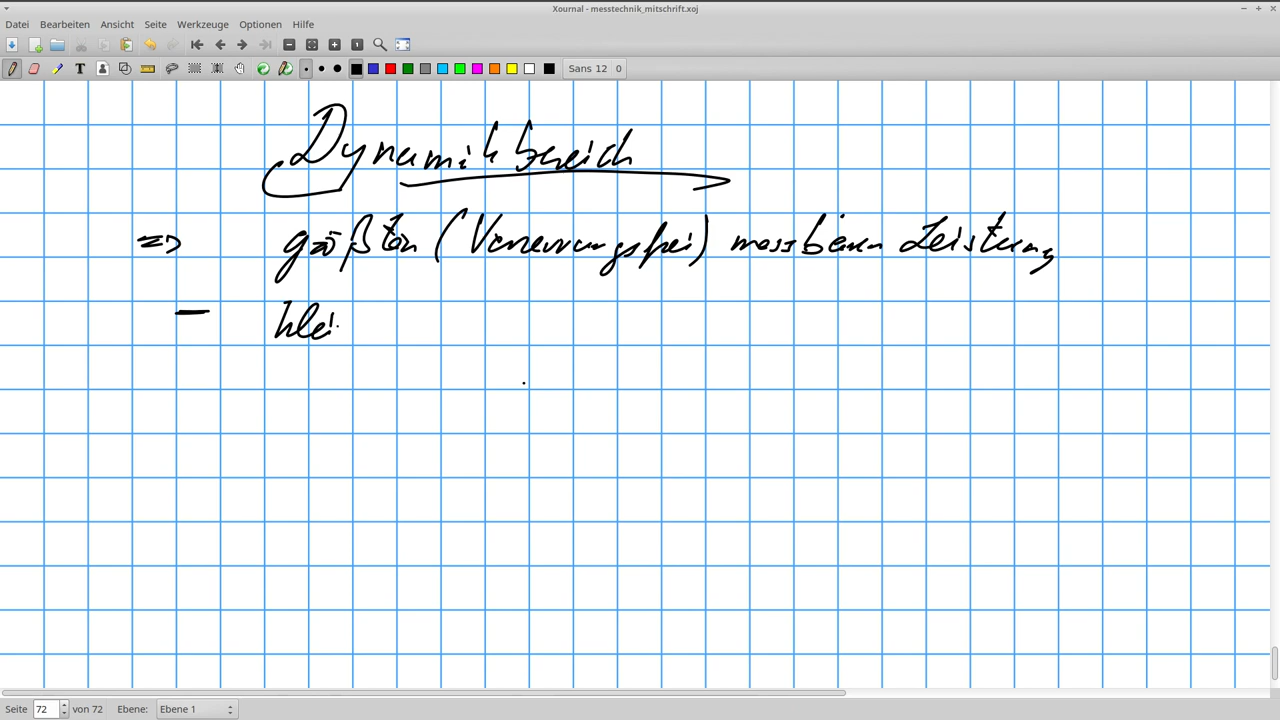 Xournal - messtechnik_mitschrift.xoj
Datei Bearbeiten Ansicht Seite Werkzeuge Optionen Hilfe
Sans 12 0
Dynamikbereich
=> größten (Verzerrungsfrei) messbaren Leistung
– klei
Seite 72 von 72 Ebene: Ebene 1